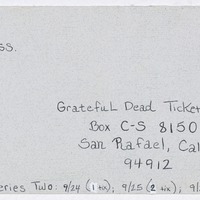 SS.
Grateful Dead Ticket
Box C-S 8150
San Rafael, Cal
94912
eries Two: 9/24 (1 tix); 9/25 (2 tix); 9/